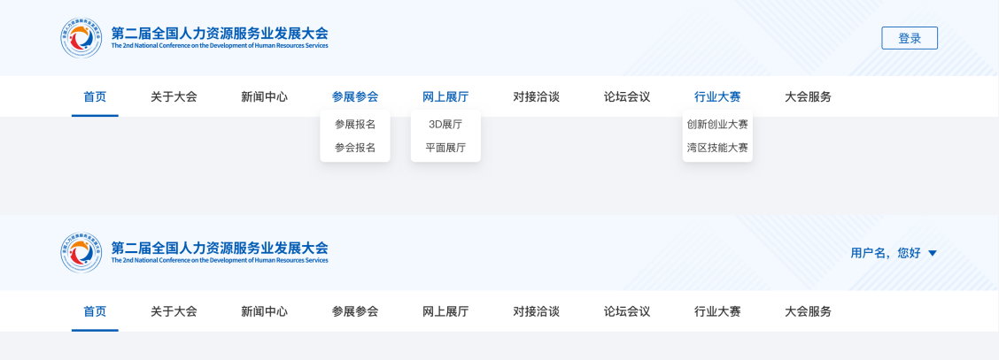 第二届全国人力资源服务业发展大会
The 2nd National Conference on the Development of Human Resources Services
登录
首页 关于大会 新闻中心 参展参会 网上展厅 对接洽谈 论坛会议 行业大赛 大会服务
参展报名 3D展厅 创新创业大赛
参会报名 平面展厅 湾区技能大赛
第二届全国人力资源服务业发展大会
The 2nd National Conference on the Development of Human Resources Services
用户名，您好
首页 关于大会 新闻中心 参展参会 网上展厅 对接洽谈 论坛会议 行业大赛 大会服务